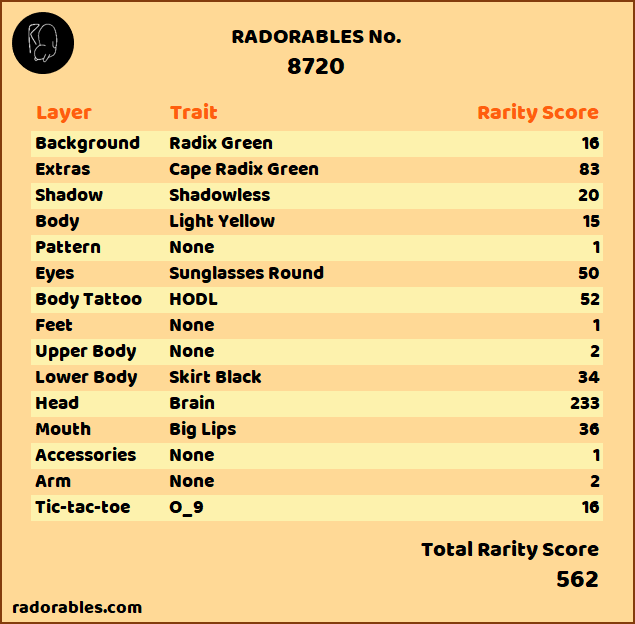 RADORABLES No.
8720
Layer Trait Rarity Score
Background Radix Green 16
Extras Cape Radix Green 83
Shadow Shadowless 20
Body Light Yellow 15
Pattern None 1
Eyes Sunglasses Round 50
Body Tattoo HODL 52
Feet None 1
Upper Body None 2
Lower Body Skirt Black 34
Head Brain 233
Mouth Big Lips 36
Accessories None 1
Arm None 2
Tic-tac-toe O_9 16
Total Rarity Score
562
radorables.com